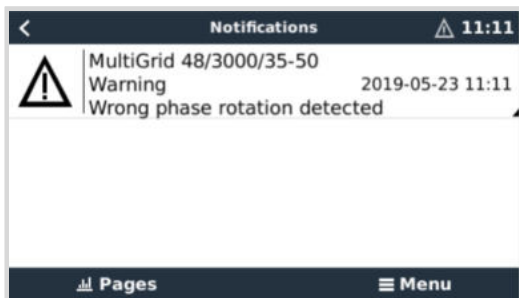 Notifications
11:11
MultiGrid 48/3000/35-50
Warning
2019-05-23 11:11
Wrong phase rotation detected
Pages
Menu